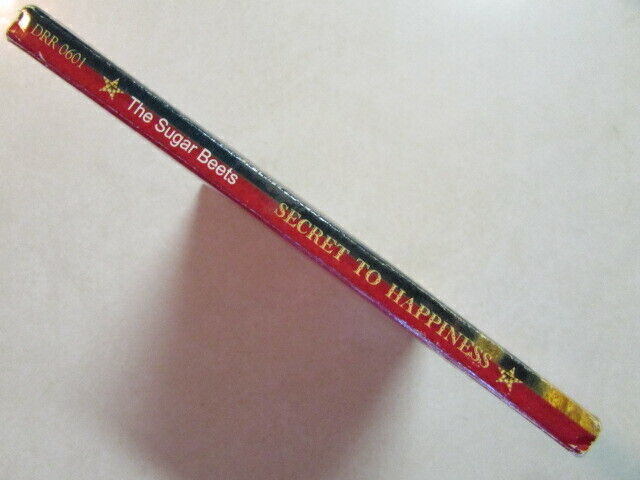 DRR 0601
The Sugar Beets
SECRET TO HAPPINESS